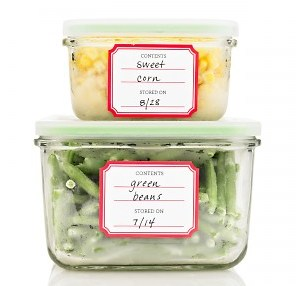 CONTENTS
sweet
corn
STORED ON
8/28
CONTENTS
green
beans
STORED ON
7/14